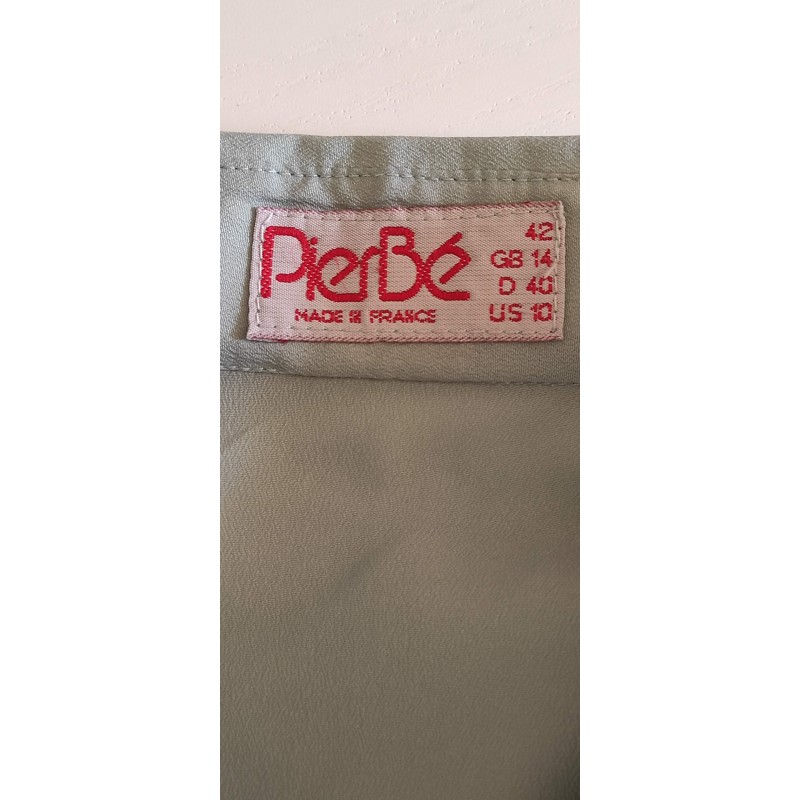 PierBé
MADE IN FRANCE
42
GB 14
D 40
US 10